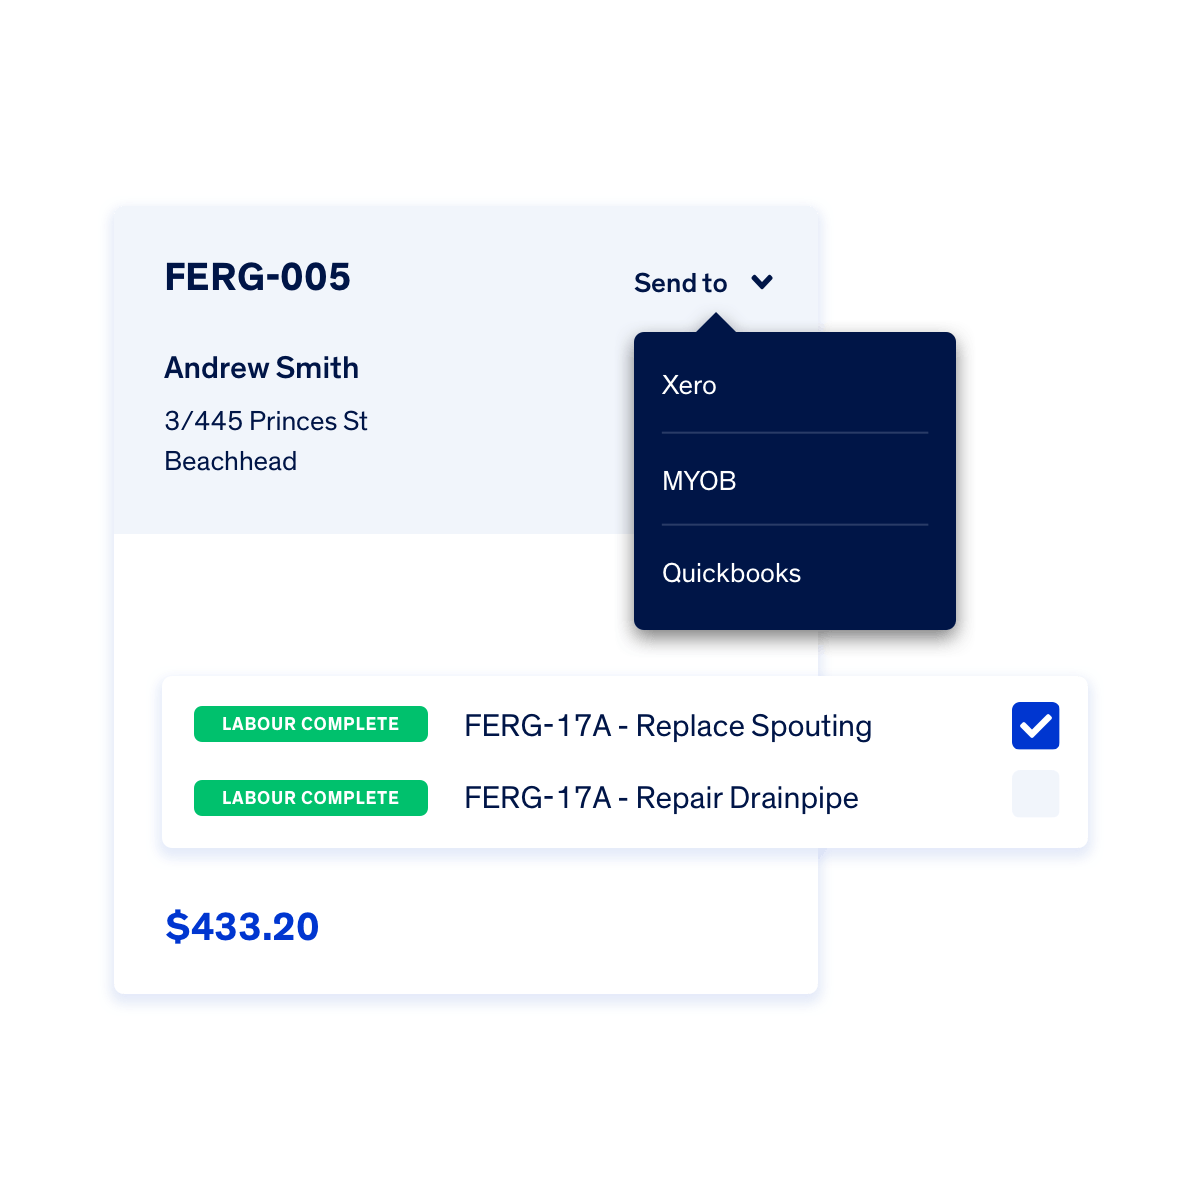 FERG-005
Send to
Andrew Smith
3/445 Princes St
Beachhead
Xero
MYOB
Quickbooks
LABOUR COMPLETE FERG-17A - Replace Spouting
LABOUR COMPLETE FERG-17A - Repair Drainpipe
$433.20